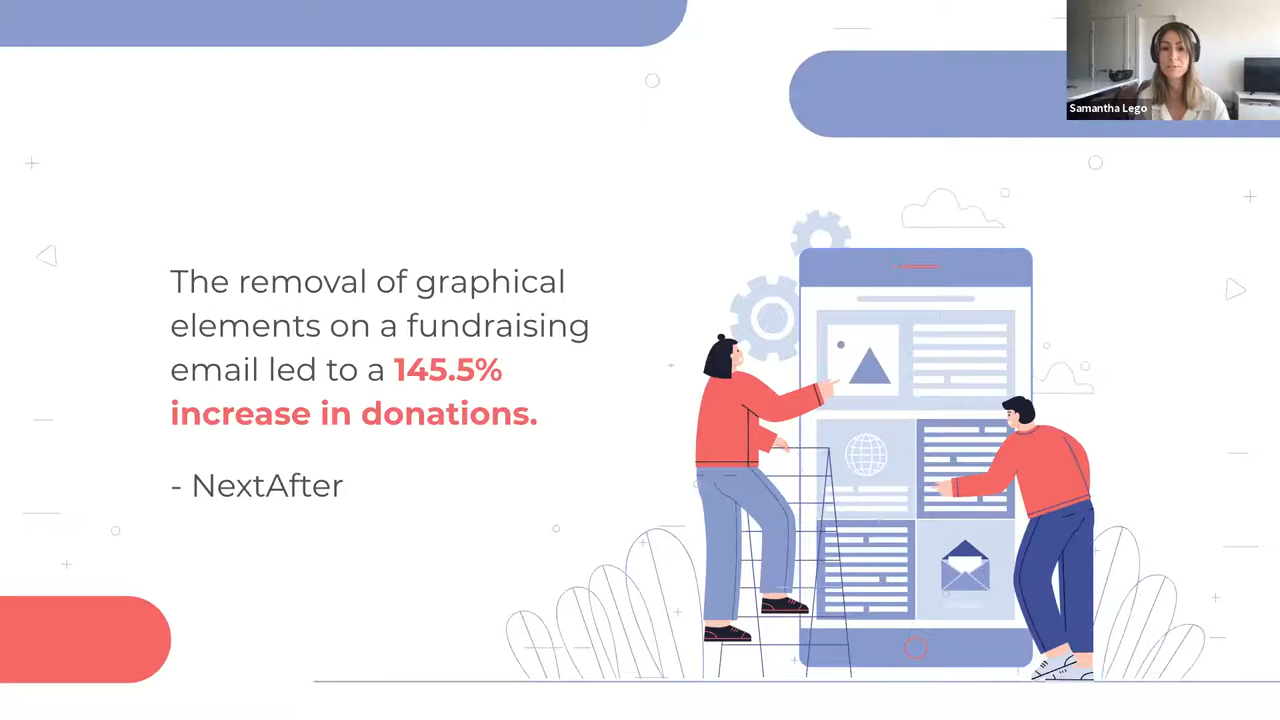 Samantha Lego
The removal of graphical
elements on a fundraising
email led to a 145.5%
increase in donations.
- NextAfter